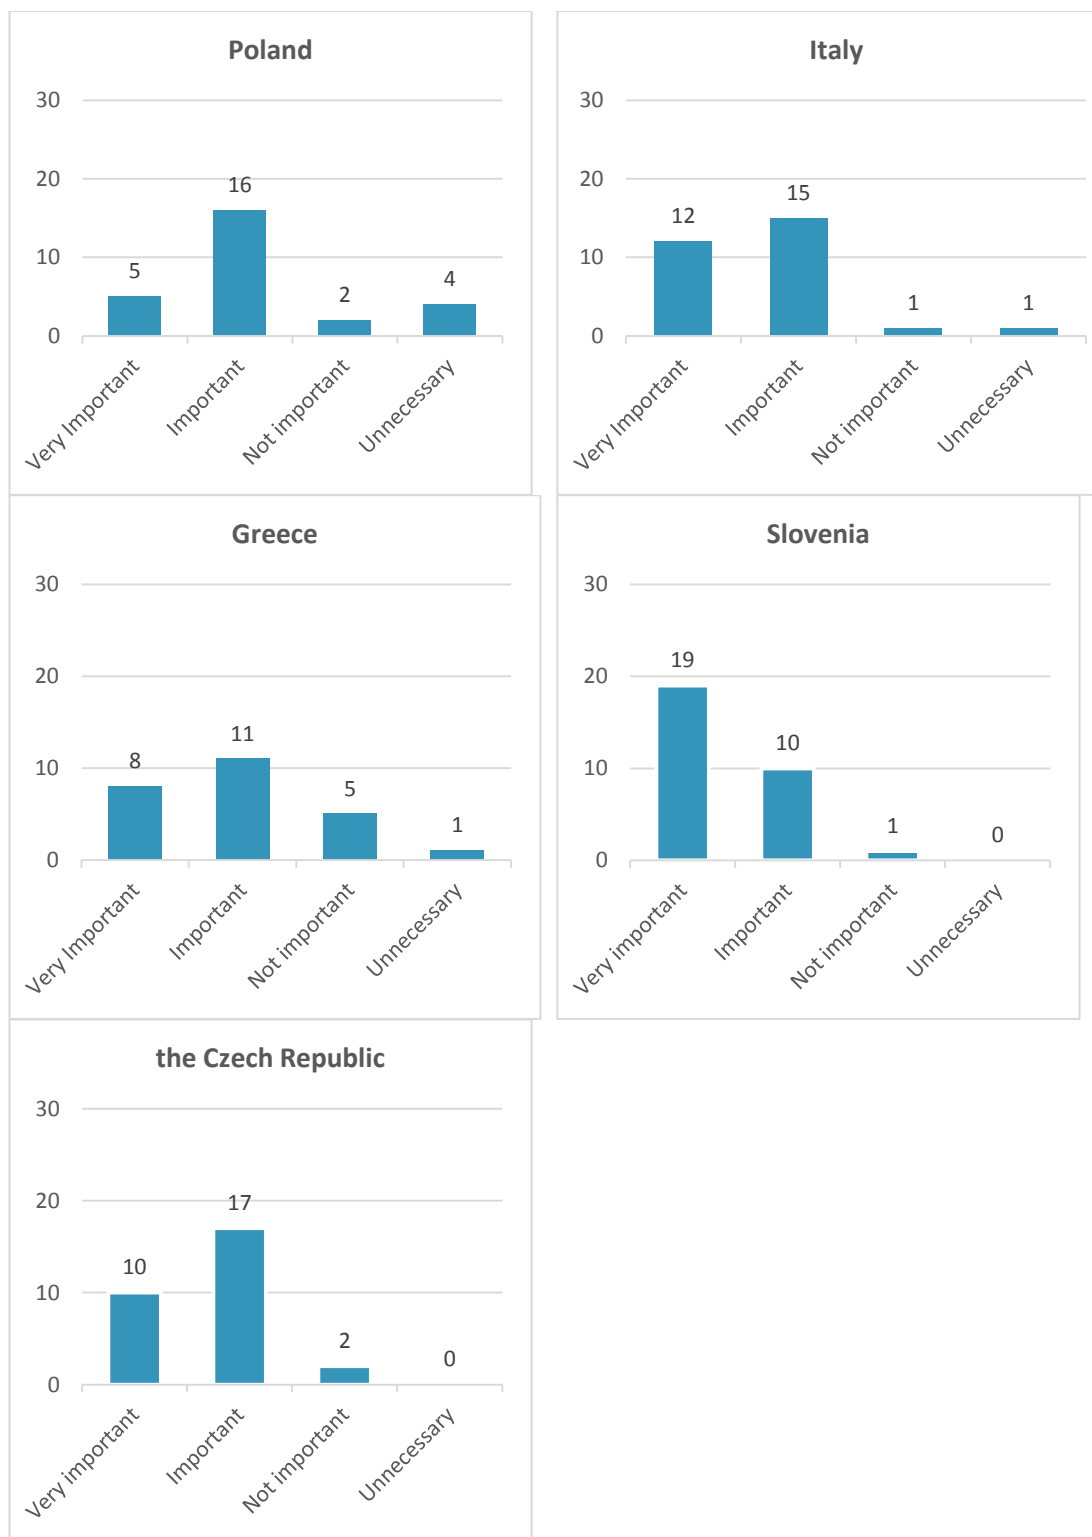 Poland
30
20
10
0
5
16
2
4
Very Important
Important
Not important
Unnecessary
Italy
30
20
10
0
12
15
1
1
Very Important
Important
Not important
Unnecessary
Greece
30
20
10
0
8
11
5
1
Very Important
Important
Not important
Unnecessary
Slovenia
30
20
10
0
19
10
1
0
Very important
Important
Not important
Unnecessary
the Czech Republic
30
20
10
0
10
17
2
0
Very important
Important
Not important
Unnecessary